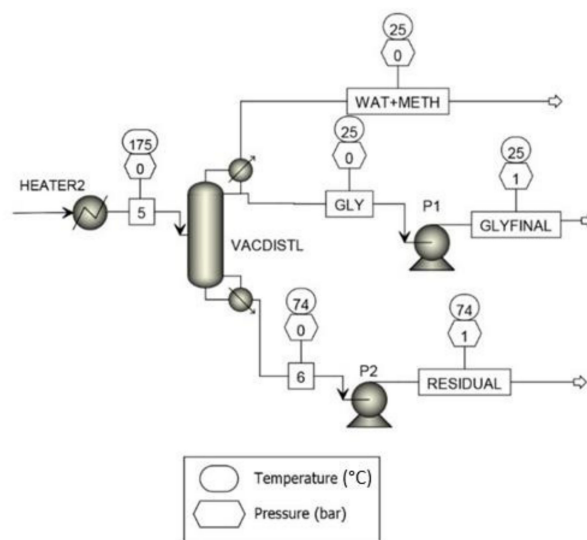 25
0
WAT+METH
175
0
25
0
25
1
HEATER2
5
GLY
P1
GLYFINAL
VACDISTL
74
0
74
1
6
P2
RESIDUAL
Temperature (°C)
Pressure (bar)